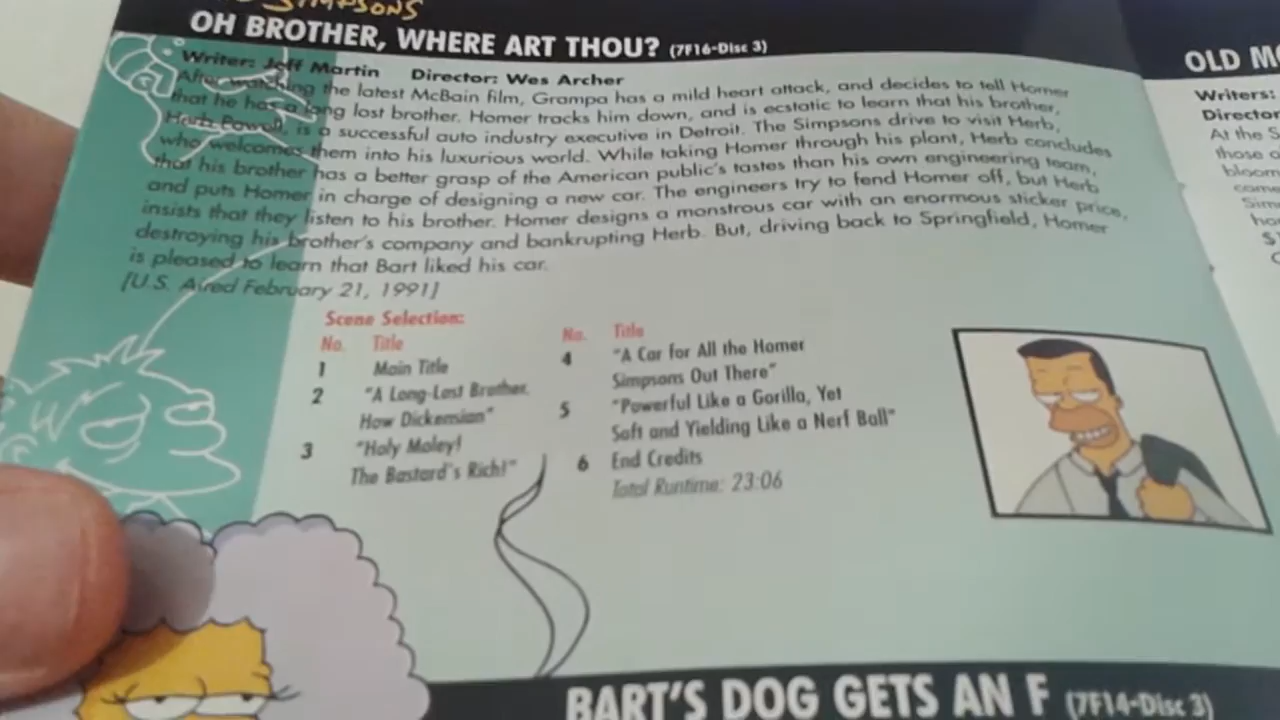 SIMPSONS
OH BROTHER, WHERE ART THOU? (7F16-Disc 3)
Writer: Jeff Martin Director: Wes Archer
After watching the latest McBain film, Grampa has a mild heart attack, and decides to tell Homer
that he has a long lost brother. Homer tracks him down, and is ecstatic to learn that his brother,
Herb Powell, is a successful auto industry executive in Detroit. The Simpsons drive to visit Herb,
who welcomes them into his luxurious world. While taking Homer through his plant, Herb concludes
that his brother has a better grasp of the American public's tastes than his own engineering team,
and puts Homer in charge of designing a new car. The engineers try to fend Homer off, but Herb
insists that they listen to his brother. Homer designs a monstrous car with an enormous sticker price,
destroying his brother's company and bankrupting Herb. But, driving back to Springfield, Homer
is pleased to learn that Bart liked his car.
[U.S. Aired February 21, 1991]
Scene Selection:
No. Title
1 Main Title
2 "A Long-Lost Brother,
How Dickensian"
3 "Holy Moley!
The Bastard's Rich!"
No. Title
4 "A Car for All the Homer
Simpsons Out There"
5 "Powerful Like a Gorilla, Yet
Soft and Yielding Like a Nerf Ball"
6 End Credits
Total Runtime: 23:06
BART'S DOG GETS AN F (7F14-Disc 3)
OLD
Writers:
Director
At the
those
bloom